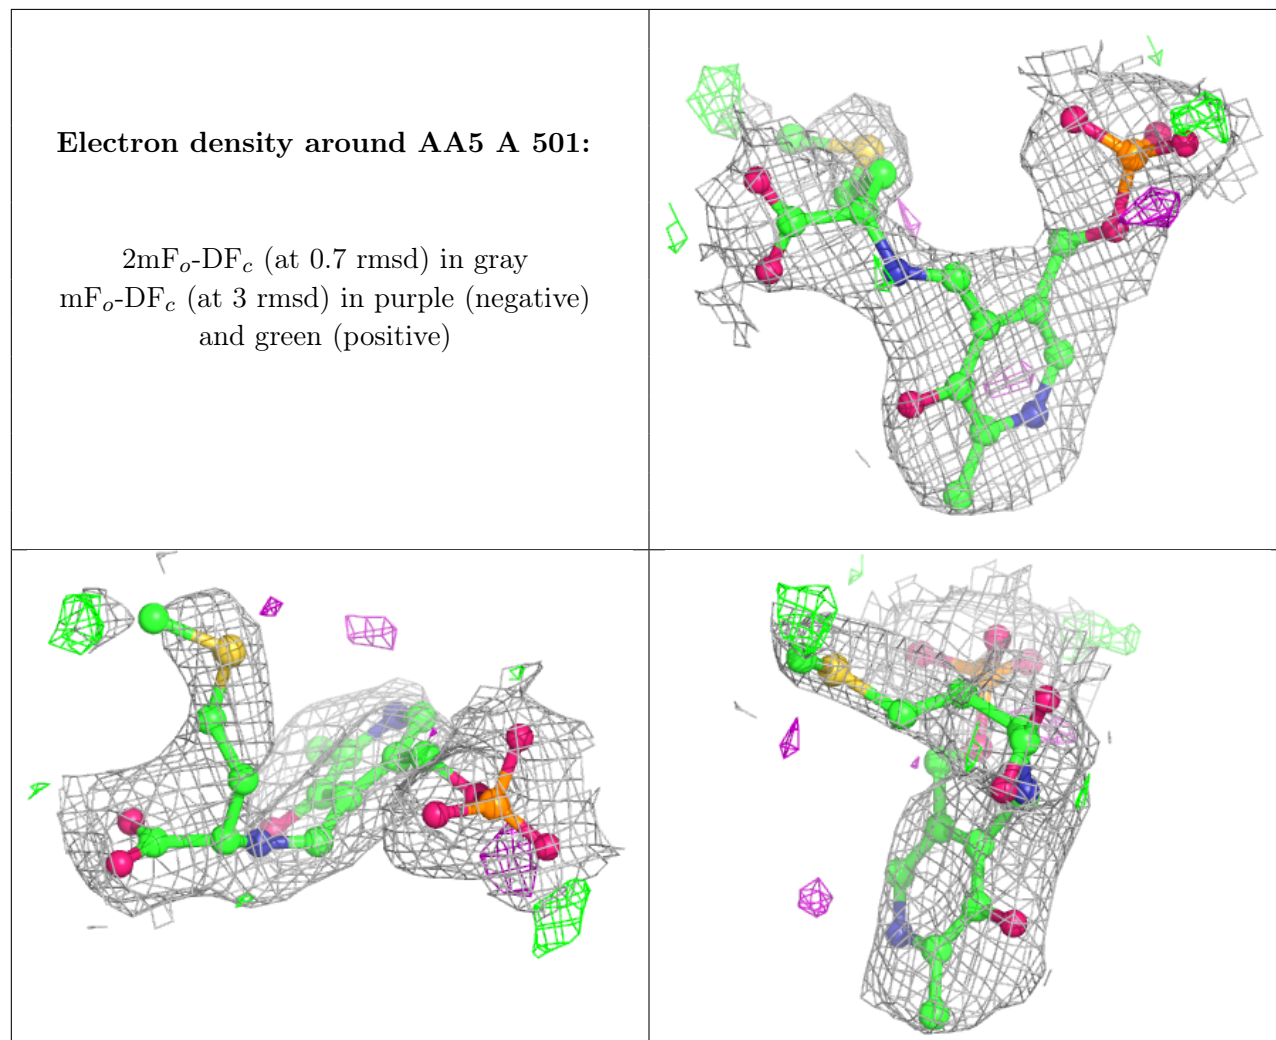 Electron density around AA5 A 501:
2mFo-DFc (at 0.7 rmsd) in gray
mFo-DFc (at 3 rmsd) in purple (negative)
and green (positive)